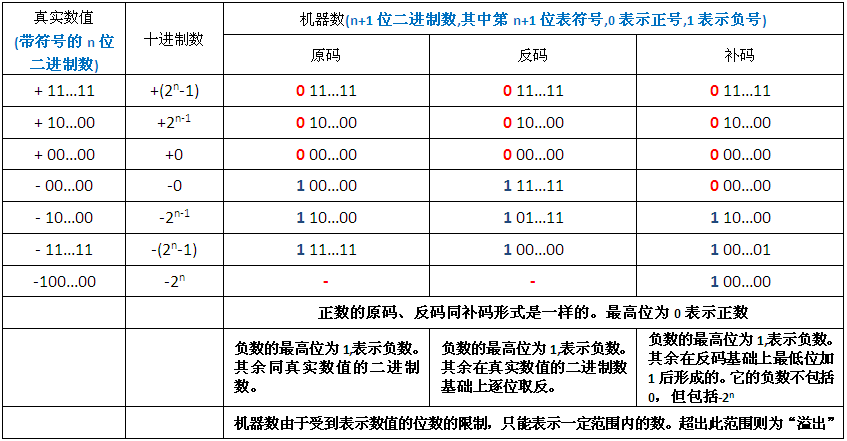 真实数值
(带符号的 n 位
二进制数)
十进制数
机器数(n+1 位二进制数,其中第 n+1 位表符号,0 表示正号,1 表示负号)
原码 反码 补码
+ 11…11 +(2ⁿ-1) 0 11…11 0 11…11 0 11…11
+ 10…00 +2ⁿ⁻¹ 0 10…00 0 10…00 0 10…00
+ 00…00 +0 0 00…00 0 00…00 0 00…00
- 00…00 -0 1 00…00 1 11…11 0 00…00
- 10…00 -2ⁿ⁻¹ 1 10…00 1 01…11 1 10…00
- 11…11 -(2ⁿ-1) 1 11…11 1 00…00 1 00…01
-100…00 -2ⁿ - - 1 00…00
正数的原码、反码同补码形式是一样的。最高位为 0 表示正数
负数的最高位为 1,表示负数。
其余同真实数值的二进制
数。
负数的最高位为 1,表示负数。
其余在真实数值的二进制数
基础上逐位取反。
负数的最高位为 1,表示负数。
其余在反码基础上最低位加
1 后形成的。它的负数不包括
0，但包括-2ⁿ
机器数由于受到表示数值的位数的限制，只能表示一定范围内的数。超出此范围则为“溢出”